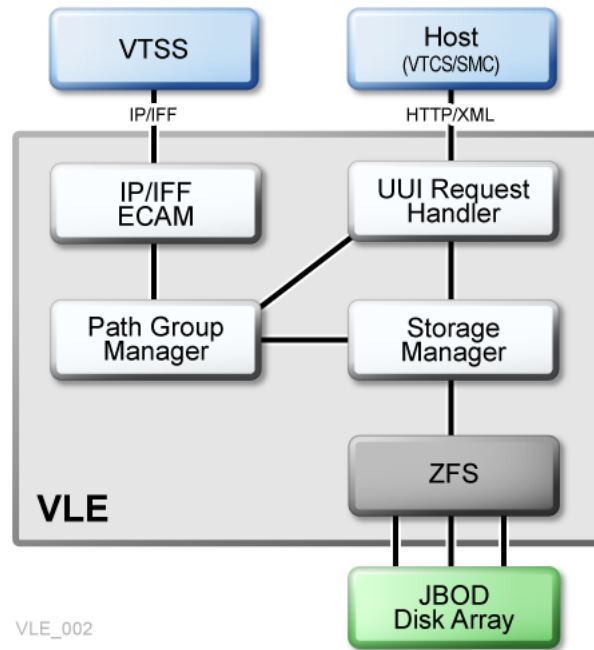 VTSS
Host
(VTCS/SMC)
IP/IFF
HTTP/XML
IP/IFF
ECAM
UUI Request
Handler
Path Group
Manager
Storage
Manager
ZFS
VLE
JBOD
Disk Array
VLE_002